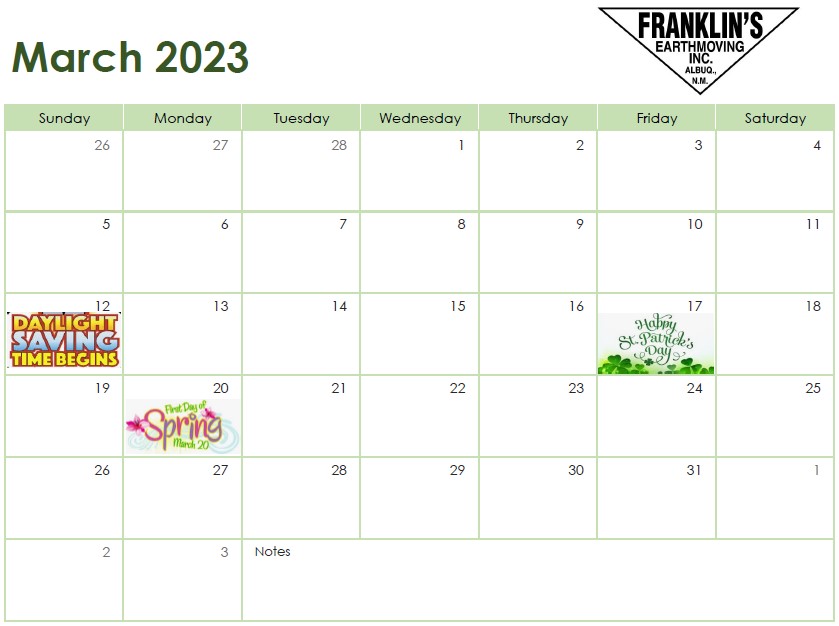 March 2023
FRANKLIN'S
EARTHMOVING
INC.
ALBUQ.,
N.M.
Sunday Monday Tuesday Wednesday Thursday Friday Saturday
26 27 28 1 2 3 4
5 6 7 8 9 10 11
12 13 14 15 16 17 18
DAYLIGHT
SAVING
TIME BEGINS
Happy
St. Patrick's
Day
19 20 21 22 23 24 25
First Day of
Spring
March 20
26 27 28 29 30 31 1
2 3 Notes